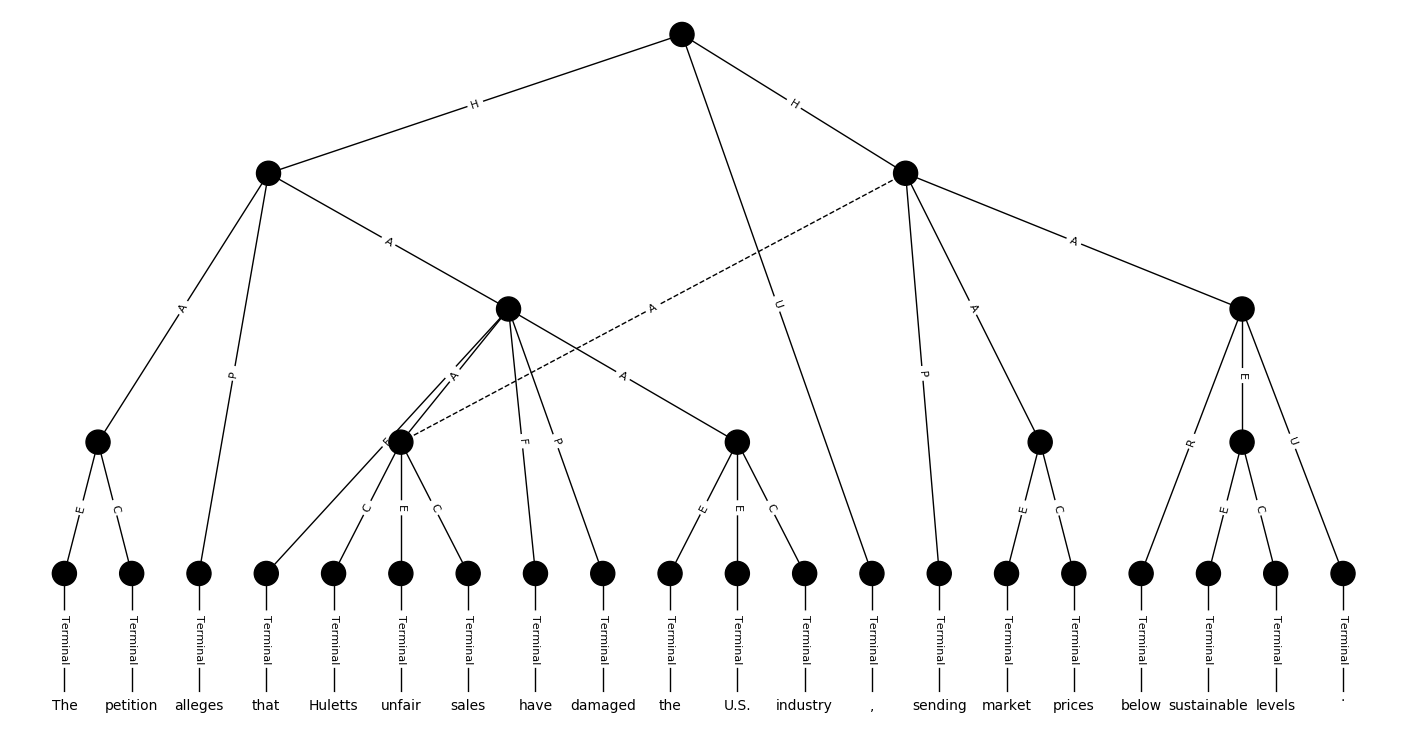 H H
U
A A A A
A P A P A
F A F P A R E U
E C C E C E E C E C E C
Terminal Terminal Terminal Terminal Terminal Terminal Terminal Terminal Terminal Terminal Terminal Terminal Terminal Terminal Terminal Terminal Terminal Terminal Terminal Terminal
The petition alleges that Huletts unfair sales have damaged the U.S. industry , sending market prices below sustainable levels .